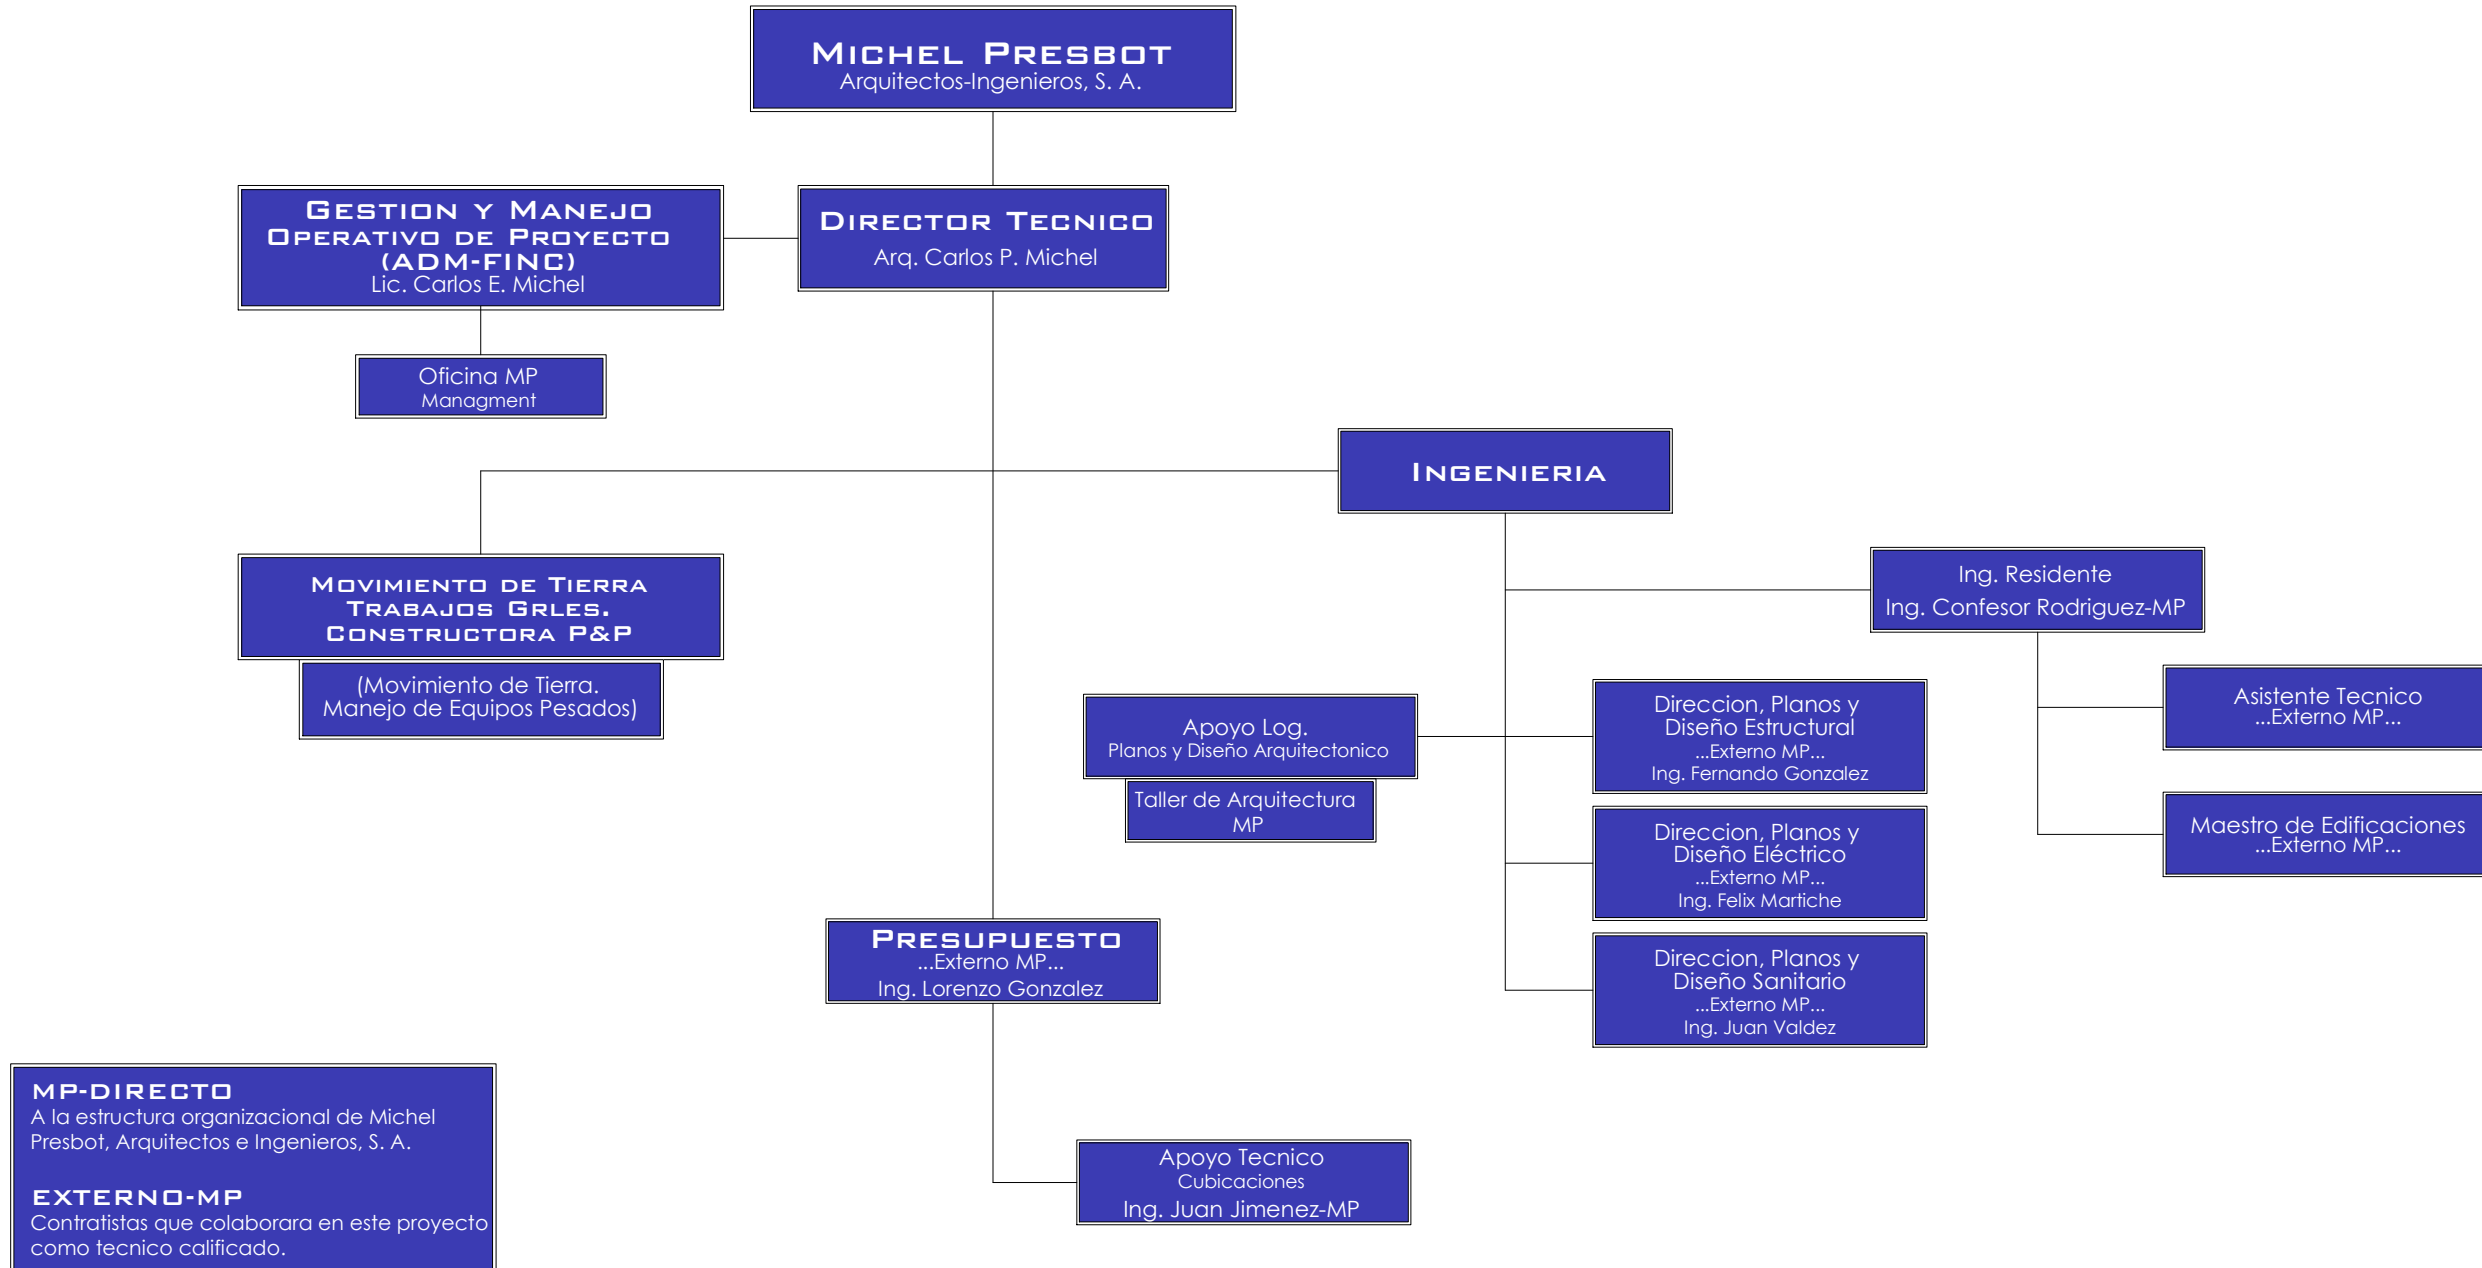 MICHEL PRESBOT
Arquitectos-Ingenieros, S. A.
GESTION Y MANEJO
OPERATIVO DE PROYECTO
(ADM-FINC)
Lic. Carlos E. Michel
DIRECTOR TECNICO
Arq. Carlos P. Michel
Oficina MP
Managment
INGENIERIA
MOVIMIENTO DE TIERRA
TRABAJOS GRLES.
CONSTRUCTORA P&P
(Movimiento de Tierra.
Manejo de Equipos Pesados)
Ing. Residente
Ing. Confesor Rodriguez-MP
Apoyo Log.
Planos y Diseño Arquitectonico
Taller de Arquitectura
MP
Direccion, Planos y
Diseño Estructural
...Externo MP...
Ing. Fernando Gonzalez
Asistente Tecnico
...Externo MP...
Direccion, Planos y
Diseño Eléctrico
...Externo MP...
Ing. Felix Martiche
Maestro de Edificaciones
...Externo MP...
PRESUPUESTO
...Externo MP...
Ing. Lorenzo Gonzalez
Direccion, Planos y
Diseño Sanitario
...Externo MP...
Ing. Juan Valdez
Apoyo Tecnico
Cubicaciones
Ing. Juan Jimenez-MP
MP-DIRECTO
A la estructura organizacional de Michel
Presbot, Arquitectos e Ingenieros, S. A.
EXTERNO-MP
Contratistas que colaborara en este proyecto
como tecnico calificado.